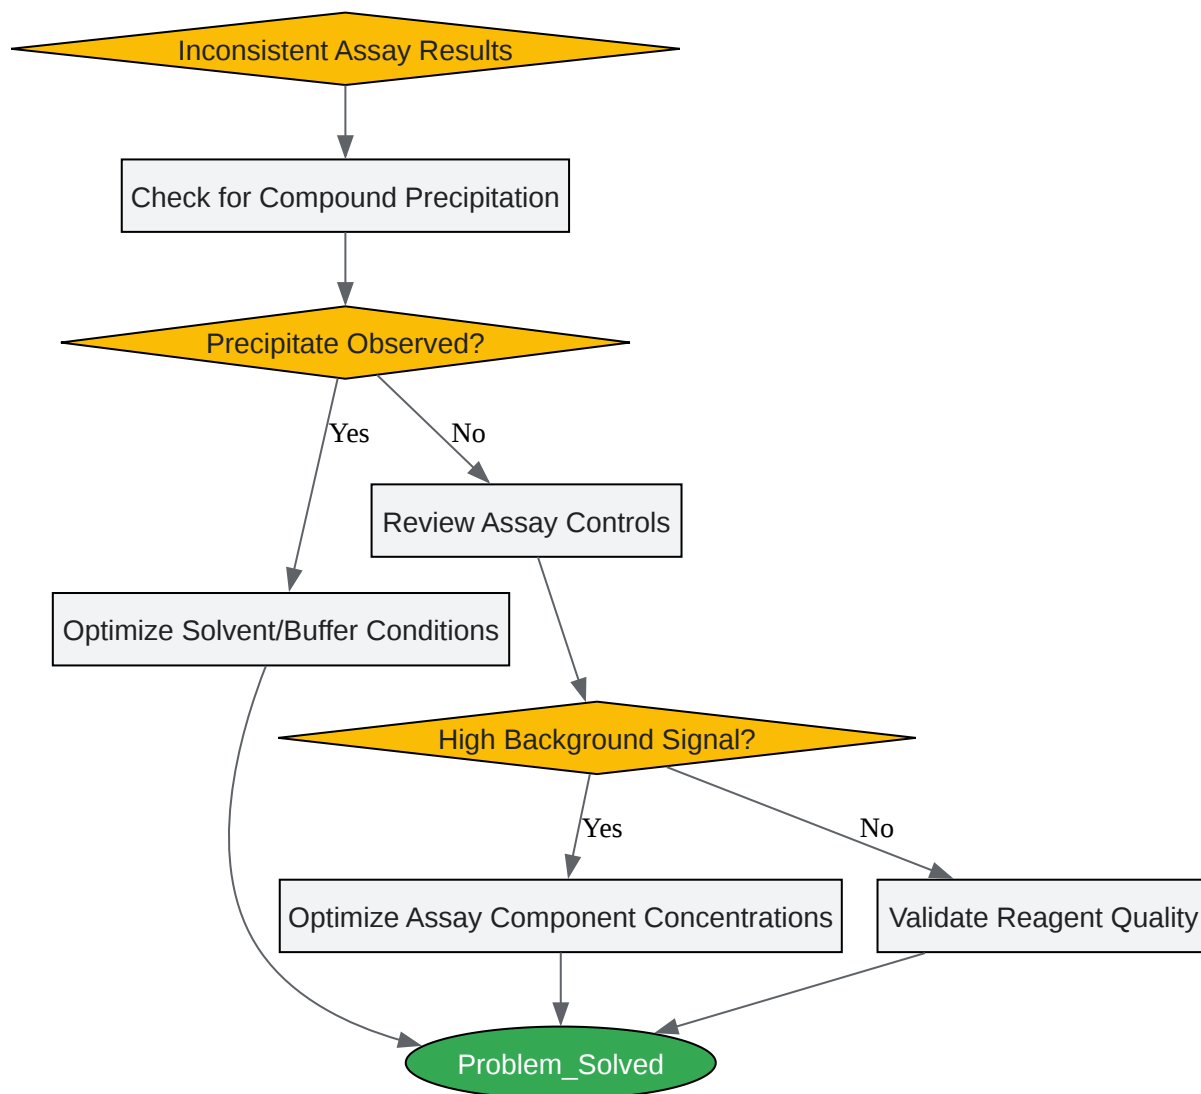 Inconsistent Assay Results
Check for Compound Precipitation
Precipitate Observed?
Yes
No
Review Assay Controls
Optimize Solvent/Buffer Conditions
High Background Signal?
Yes
No
Optimize Assay Component Concentrations
Validate Reagent Quality
Problem_Solved